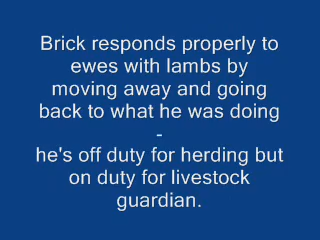 Brick responds properly to
ewes with lambs by
moving away and going
back to what he was doing
-
he's off duty for herding but
on duty for livestock
guardian.